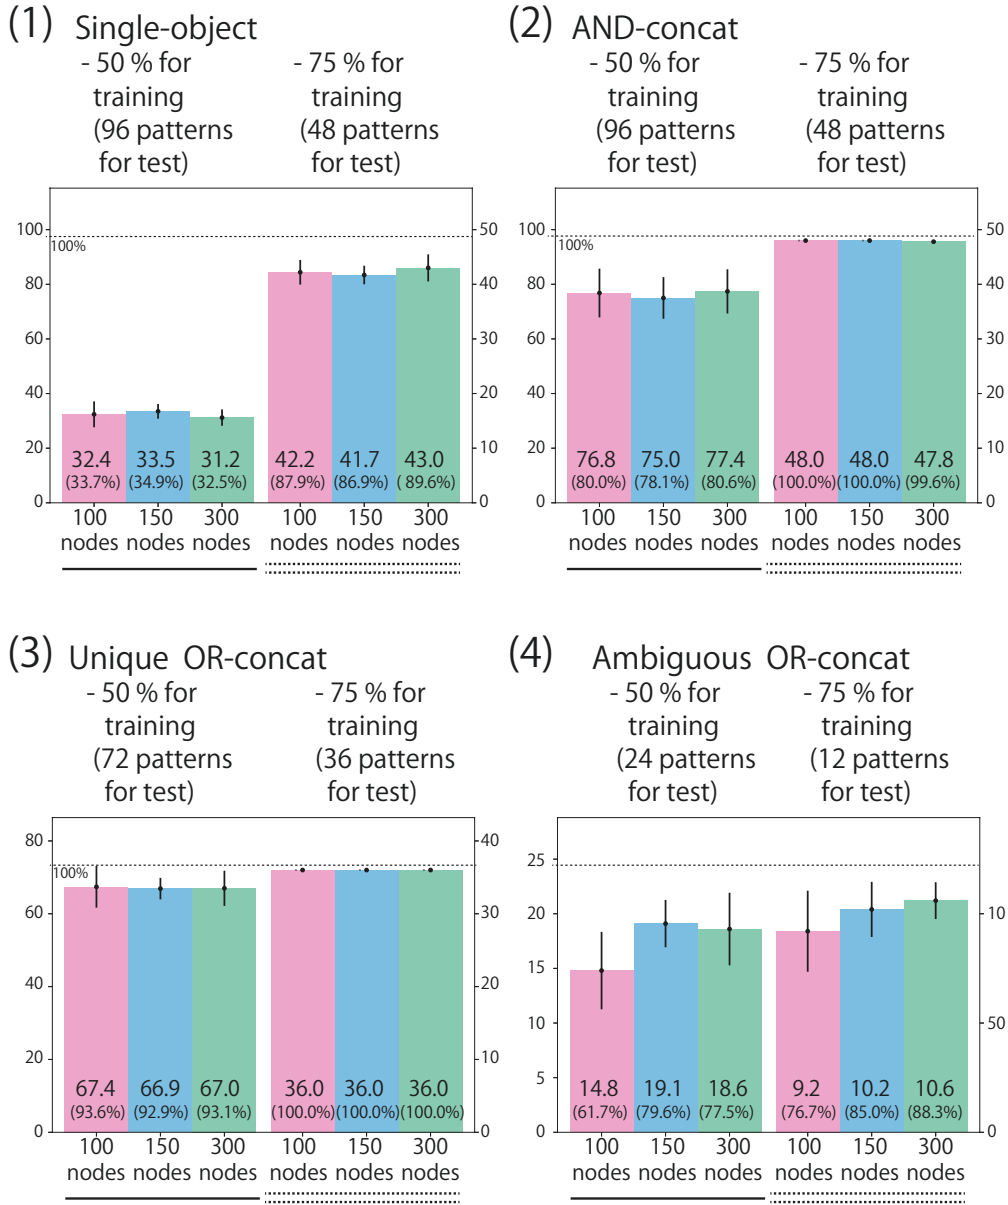 (1) Single-object
- 50 % for
training
(96 patterns
for test)
- 75 % for
training
(48 patterns
for test)
100
80
60
40
20
0
100%
50
40
30
20
10
0
32.4
(33.7%)
33.5
(34.9%)
31.2
(32.5%)
42.2
(87.9%)
41.7
(86.9%)
43.0
( 89.6%)
100
nodes
150
nodes
300
nodes
100
nodes
150
nodes
300
nodes
(2) AND-concat
- 50 % for
training
(96 patterns
for test)
- 75 % for
training
(48 patterns
for test)
100
80
60
40
20
0
100%
50
40
30
20
10
0
76.8
(80.0%)
75.0
(78.1%)
77.4
(80.6%)
48.0
(100.0%)
48.0
(100.0%)
47.8
(99.6%)
100
nodes
150
nodes
300
nodes
100
nodes
150
nodes
300
nodes
(3) Unique OR-concat
- 50 % for
training
(72 patterns
for test)
- 75 % for
training
(36 patterns
for test)
80
60
40
20
0
100%
40
30
20
10
0
67.4
(93.6%)
66.9
(92.9%)
67.0
(93.1%)
36.0
(100.0%)
36.0
(100.0%)
36.0
(100.0%)
100
nodes
150
nodes
300
nodes
100
nodes
150
nodes
300
nodes
(4) Ambiguous OR-concat
- 50 % for
training
(24 patterns
for test)
- 75 % for
training
(12 patterns
for test)
25
20
15
10
5
0
10
50
0
14.8
(61.7%)
19.1
(79.6%)
18.6
(77.5%)
9.2
(76.7%)
10.2
(85.0%)
10.6
(88.3%)
100
nodes
150
nodes
300
nodes
100
nodes
150
nodes
300
nodes